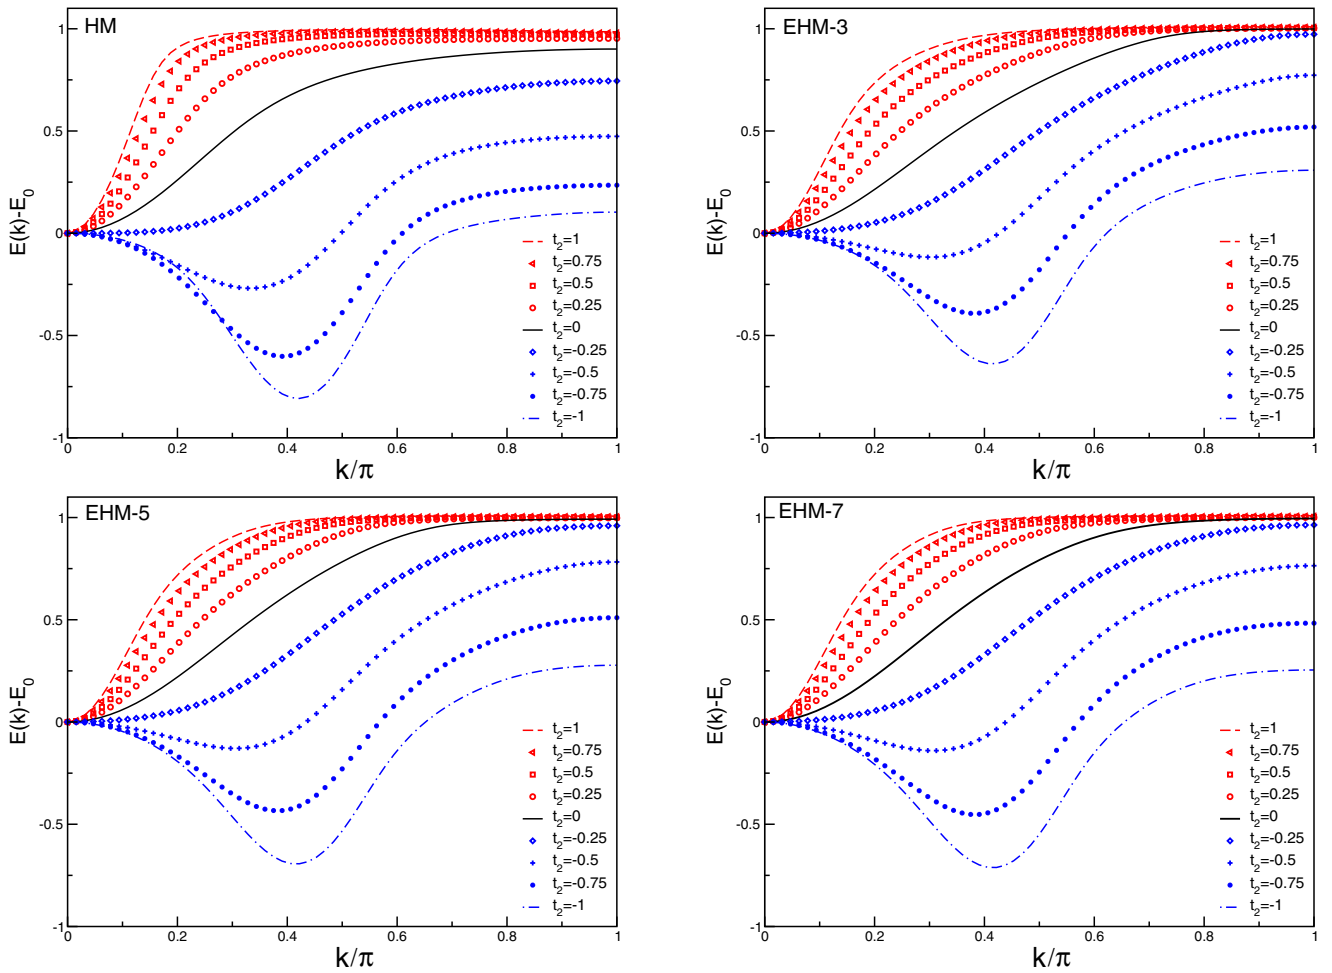 HM
E(k)-E0
1
0.5
0
-0.5
-1
t2=1
t2=0.75
t2=0.5
t2=0.25
t2=0
t2=-0.25
t2=-0.5
t2=-0.75
t2=-1
0 0.2 0.4 0.6 0.8 1
k/π
EHM-3
E(k)-E0
1
0.5
0
-0.5
-1
t2=1
t2=0.75
t2=0.5
t2=0.25
t2=0
t2=-0.25
t2=-0.5
t2=-0.75
t2=-1
0 0.2 0.4 0.6 0.8 1
k/π
EHM-5
E(k)-E0
1
0.5
0
-0.5
-1
t2=1
t2=0.75
t2=0.5
t2=0.25
t2=0
t2=-0.25
t2=-0.5
t2=-0.75
t2=-1
0 0.2 0.4 0.6 0.8 1
k/π
EHM-7
E(k)-E0
1
0.5
0
-0.5
-1
t2=1
t2=0.75
t2=0.5
t2=0.25
t2=0
t2=-0.25
t2=-0.5
t2=-0.75
t2=-1
0 0.2 0.4 0.6 0.8 1
k/π